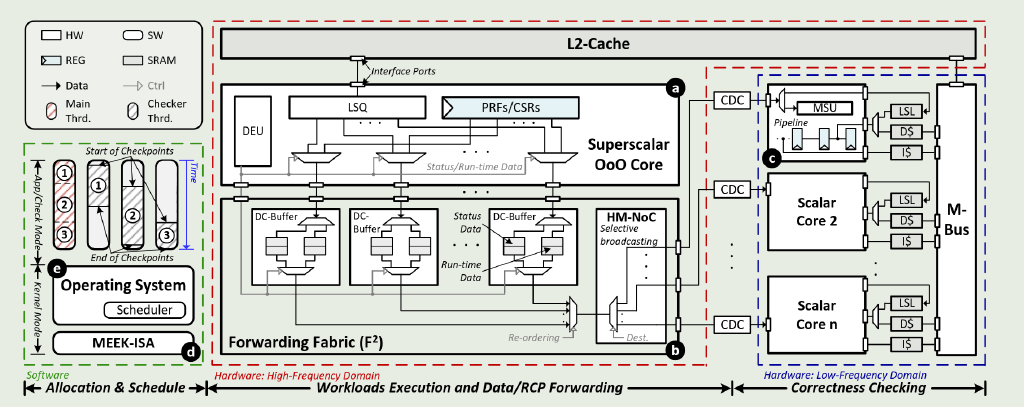 HW
SW
REG
SRAM
Data
Ctrl
Main
Thrd.
Checker
Thrd.
Start of Checkpoints
App/Check Mode
Time
1
2
3
1
2
3
End of Checkpoints
Kernel Mode
e
Operating System
Scheduler
MEEK-ISA
d
Software
L2-Cache
Interface Ports
a
DEU
LSQ
PRFs/CSRs
. . .
. . .
Superscalar
OoO Core
Status/Run-time Data
. . .
DC-Buffer
DC-
Buffer
DC-Buffer
Status
Data
Run-time
Data
. . .
HM-NoC
Selective
broadcasting
Re-ordering
Dest.
Forwarding Fabric (F²)
b
Hardware: High-Frequency Domain
CDC
CDC
CDC
MSU
Pipeline
c
LSL
D$
I$
Scalar
Core 2
LSL
D$
I$
Scalar
Core n
LSL
D$
I$
M-
Bus
Hardware: Low-Frequency Domain
Allocation & Schedule
Workloads Execution and Data/RCP Forwarding
Correctness Checking